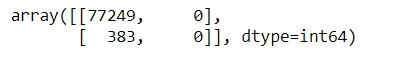 array([[77249,     0],
       [  383,     0]], dtype=int64)